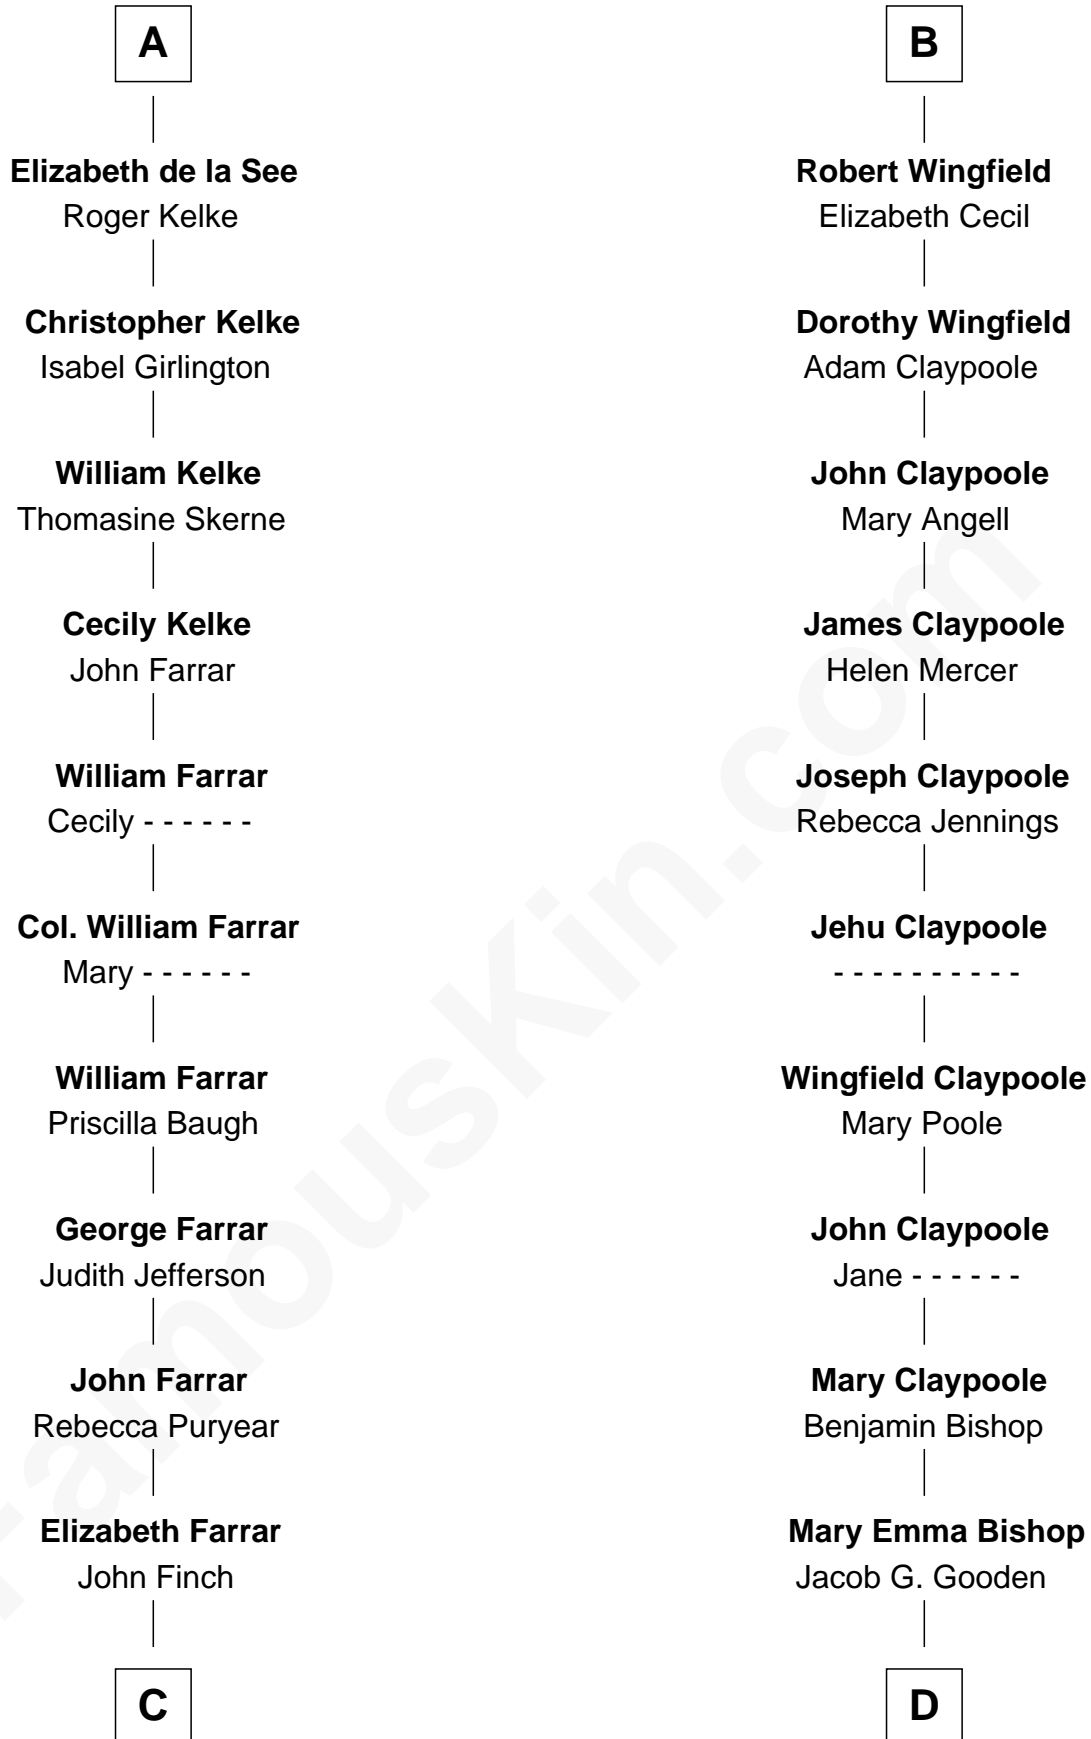 A
Elizabeth de la See
Roger Kelke
Christopher Kelke
Isabel Girlington
William Kelke
Thomasine Skerne
Cecily Kelke
John Farrar
William Farrar
Cecily - - - - - -
Col. William Farrar
Mary - - - - - -
William Farrar
Priscilla Baugh
George Farrar
Judith Jefferson
John Farrar
Rebecca Puryear
Elizabeth Farrar
John Finch
C
B
Robert Wingfield
Elizabeth Cecil
Dorothy Wingfield
Adam Claypoole
John Claypoole
Mary Angell
James Claypoole
Helen Mercer
Joseph Claypoole
Rebecca Jennings
Jehu Claypoole
- - - - - - - - - -
Wingfield Claypoole
Mary Poole
John Claypoole
Jane - - - - - -
Mary Claypoole
Benjamin Bishop
Mary Emma Bishop
Jacob G. Gooden
D
FamousKin.com